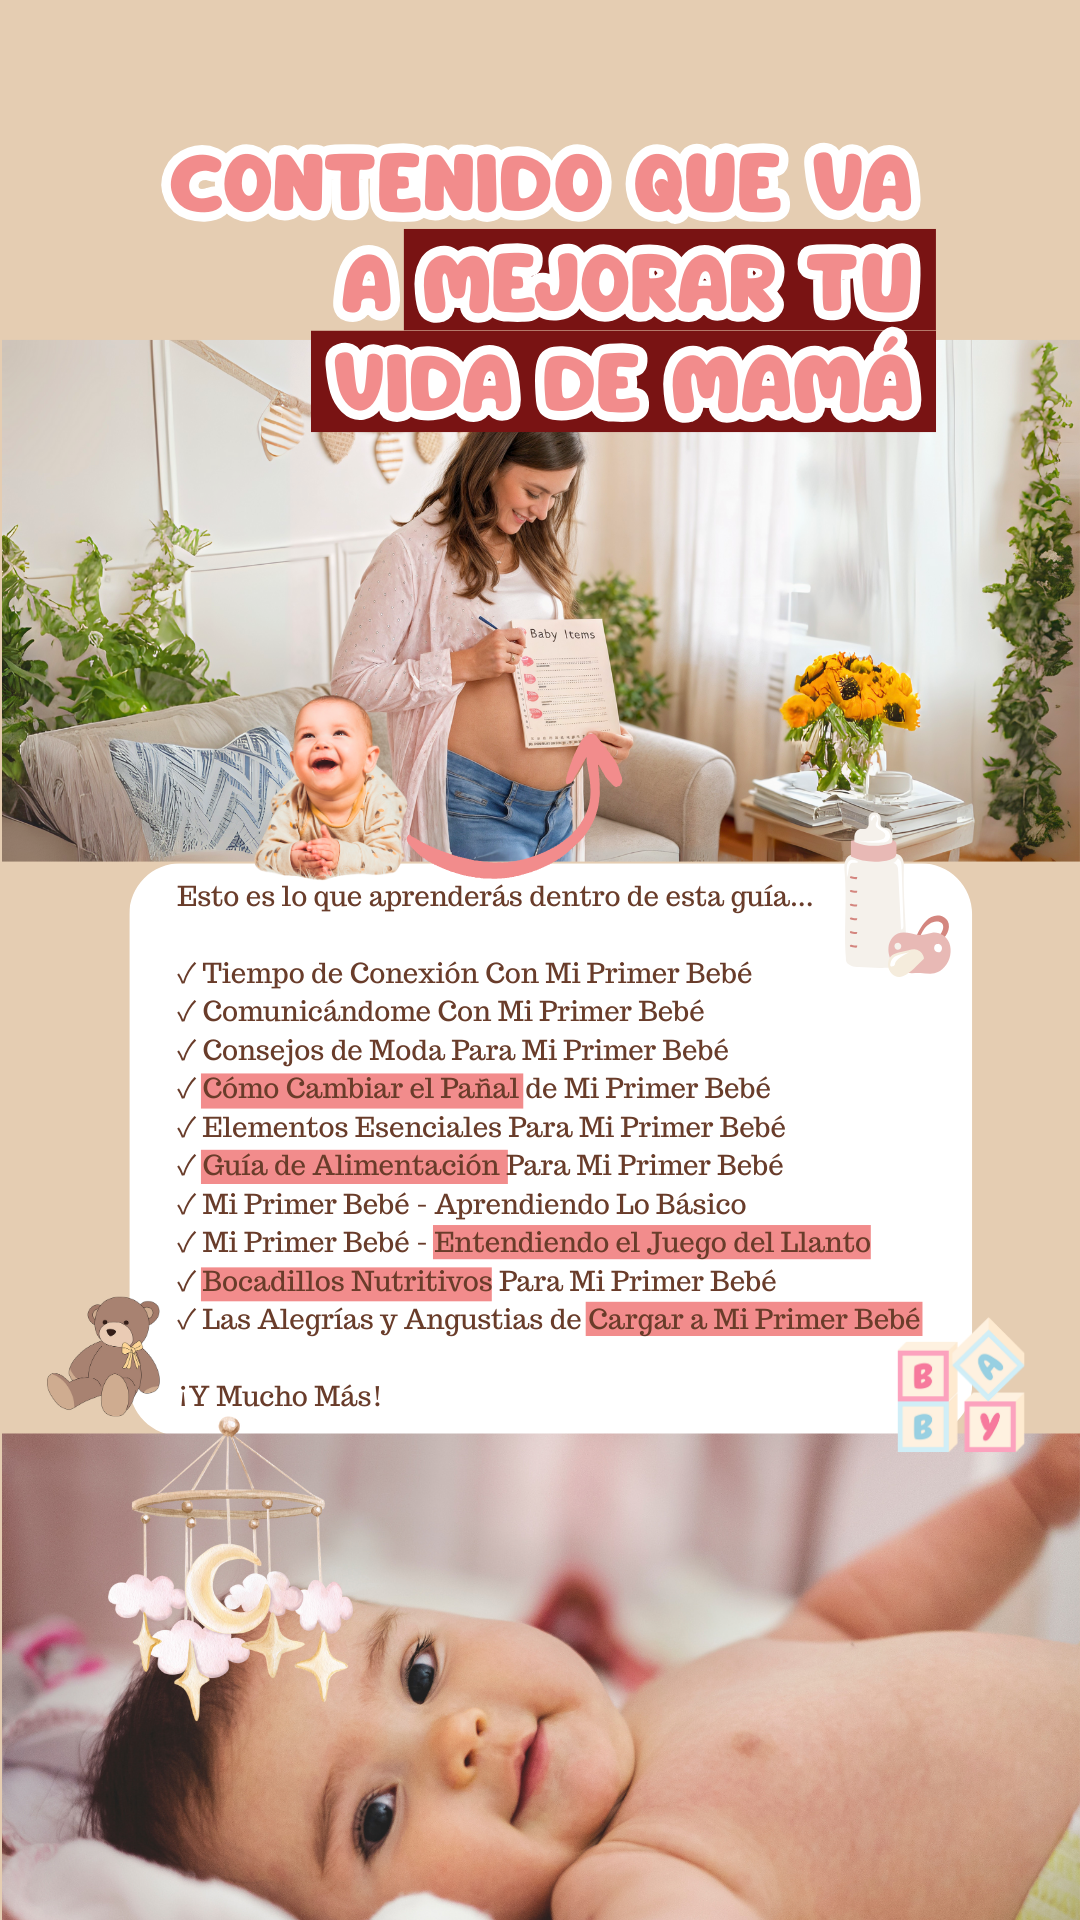 CONTENIDO QUE VA
A MEJORAR TU
VIDA DE MAMÁ
Baby Items
Esto es lo que aprenderás dentro de esta guía...
✓ Tiempo de Conexión Con Mi Primer Bebé
✓ Comunicándome Con Mi Primer Bebé
✓ Consejos de Moda Para Mi Primer Bebé
✓ Cómo Cambiar el Pañal de Mi Primer Bebé
✓ Elementos Esenciales Para Mi Primer Bebé
✓ Guía de Alimentación Para Mi Primer Bebé
✓ Mi Primer Bebé - Aprendiendo Lo Básico
✓ Mi Primer Bebé - Entendiendo el Juego del Llanto
✓ Bocadillos Nutritivos Para Mi Primer Bebé
✓ Las Alegrías y Angustias de Cargar a Mi Primer Bebé
¡Y Mucho Más!
B A
B Y